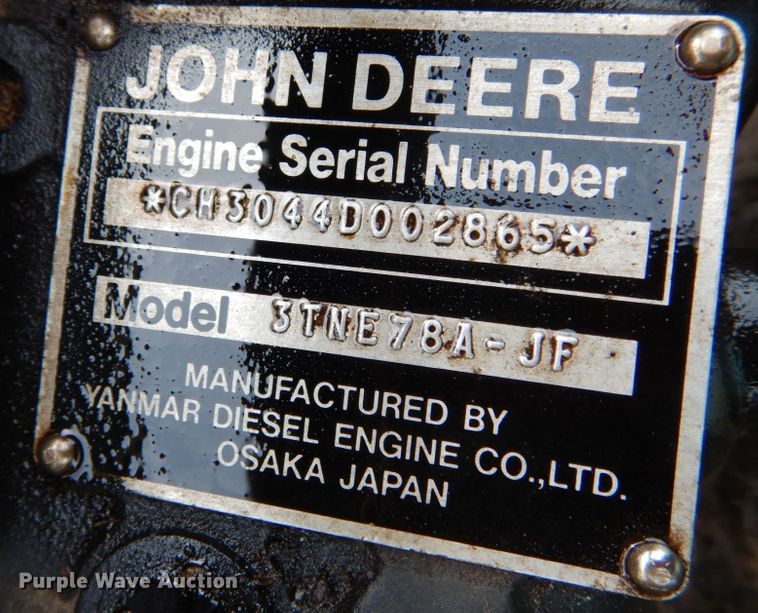 JOHN DEERE
Engine Serial Number
*CH3044D002865*
Model 3TNE78A-JF
MANUFACTURED BY
YANMAR DIESEL ENGINE CO.,LTD.
OSAKA JAPAN
Purple Wave Auction